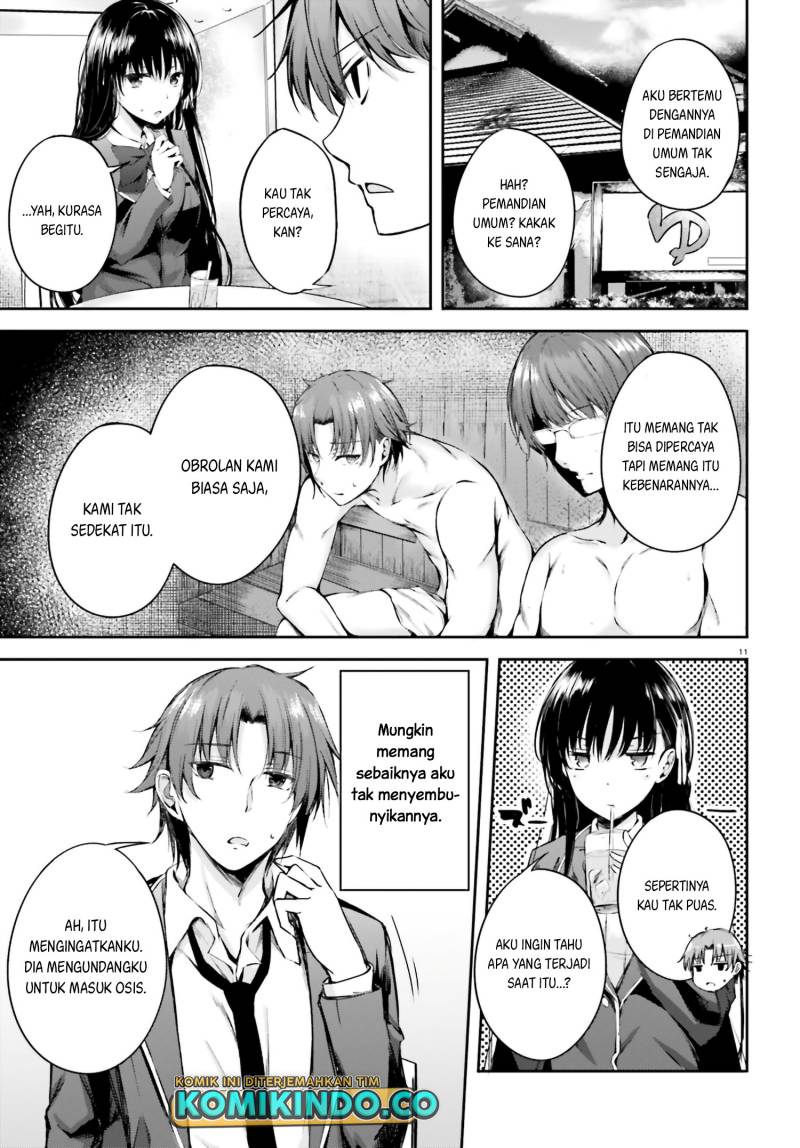 AKU BERTEMU
DENGANNYA
DI PEMANDIAN
UMUM TAK
SENGAJA.
HAH?
PEMANDIAN
UMUM? KAKAK
KE SANA?
ゆ
KAU TAK
PERCAYA,
KAN?
...YAH, KURASA
BEGITU.
ITU MEMANG TAK
BISA DIPERCAYA
TAPI MEMANG ITU
KEBENARANNYA...
OBROLAN KAMI
BIASA SAJA,
KAMI TAK
SEDEKAT ITU.
11
SEPERTINYA
KAU TAK PUAS.
ズー
AKU INGIN TAHU
APA YANG TERJADI
SAAT ITU...?
Mungkin
memang
sebaiknya aku
tak menyembu-
nyikannya.
AH, ITU
MENGINGATKANKU.
DIA MENGUNDANGKU
UNTUK MASUK OSIS.
KOMIK INI DITERJEMAHKAN TIM
KOMIKINDO.CO